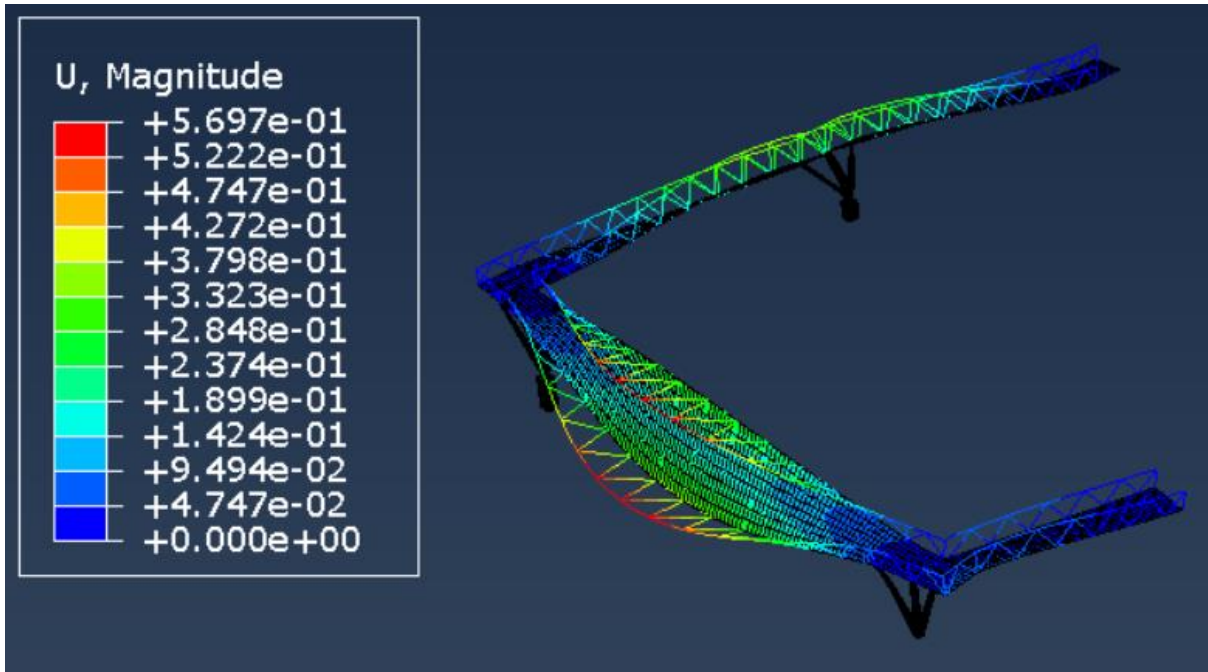 U, Magnitude
+5.697e-01
+5.222e-01
+4.747e-01
+4.272e-01
+3.798e-01
+3.323e-01
+2.848e-01
+2.374e-01
+1.899e-01
+1.424e-01
+9.494e-02
+4.747e-02
+0.000e+00